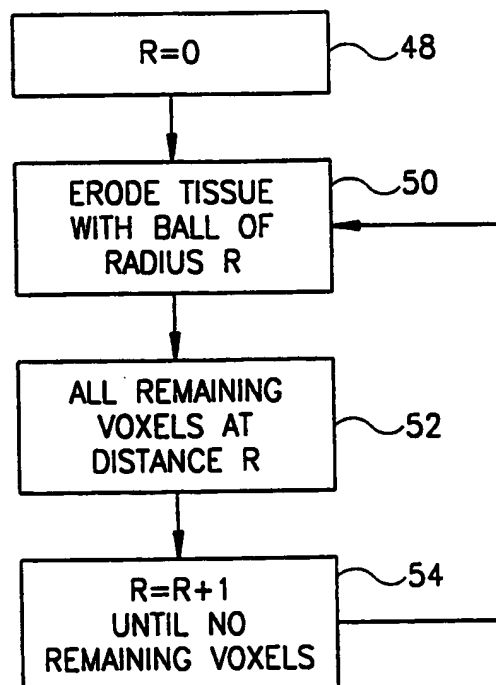 R=0
48
ERODE TISSUE
WITH BALL OF
RADIUS R
50
ALL REMAINING
VOXELS AT
DISTANCE R
52
R=R+1
UNTIL NO
REMAINING VOXELS
54